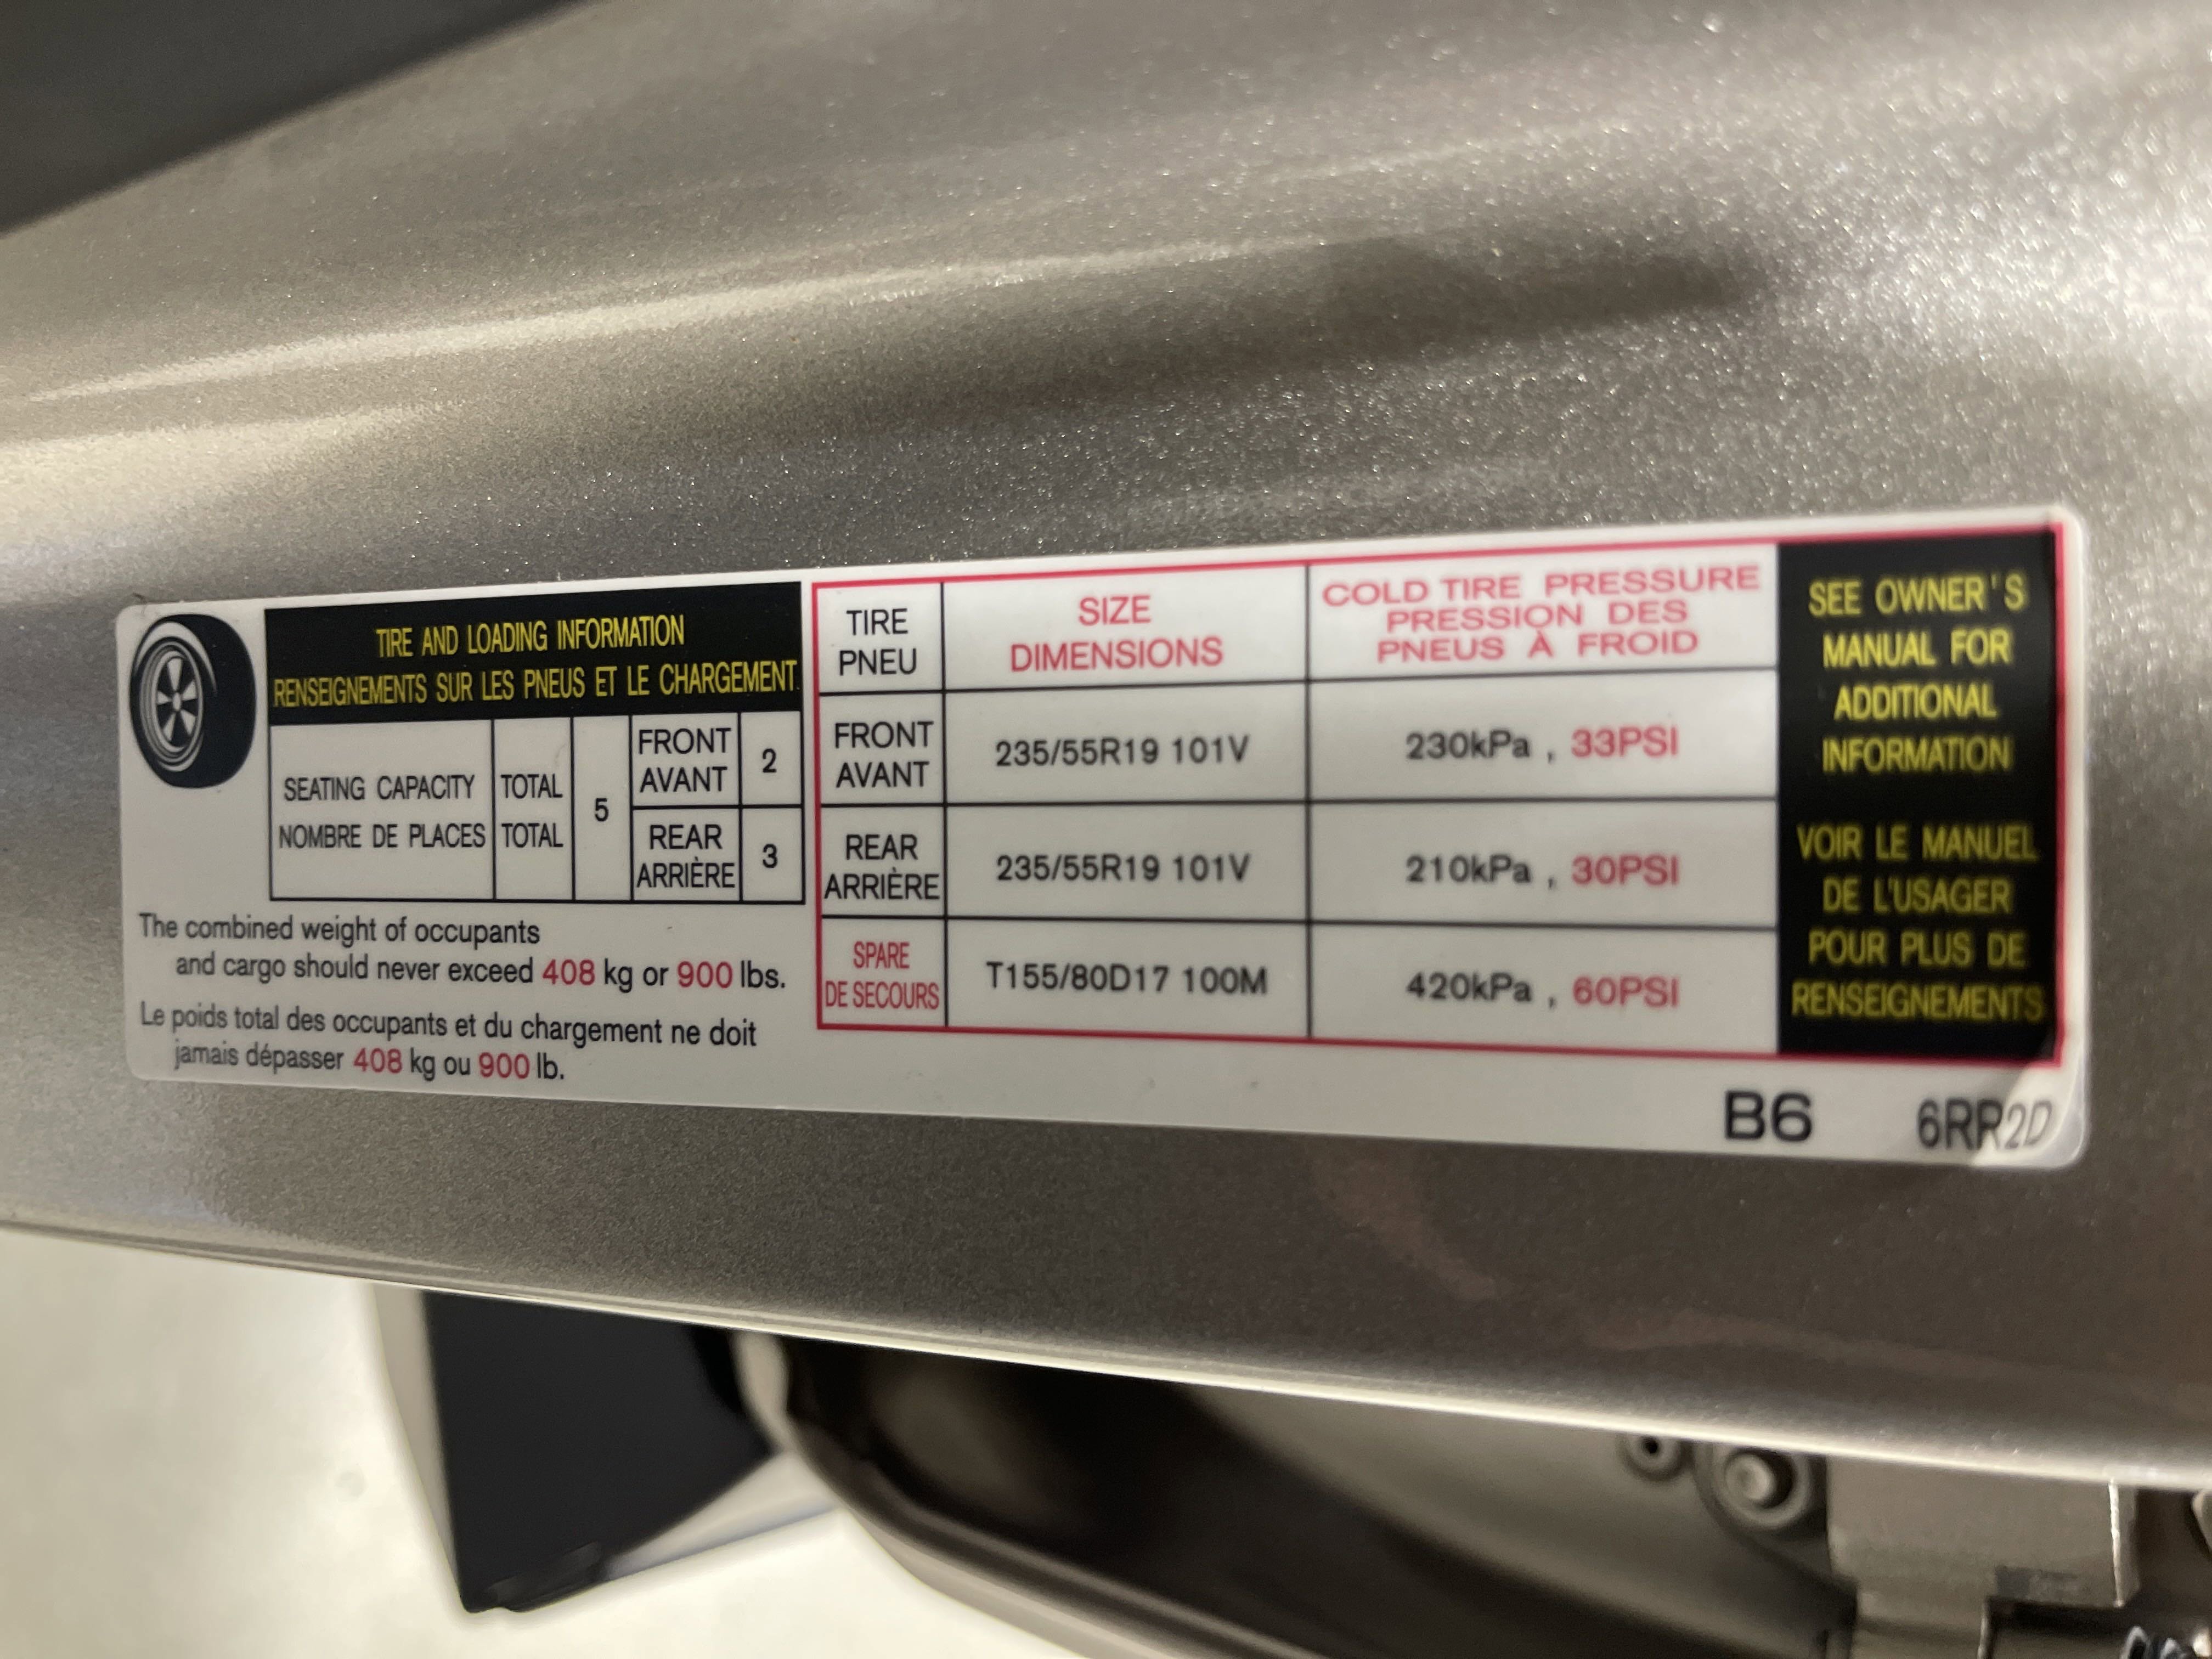 TIRE AND LOADING INFORMATION
RENSEIGNEMENTS SUR LES PNEUS ET LE CHARGEMENT
SEATING CAPACITY TOTAL 5 FRONT 2
NOMBRE DE PLACES TOTAL AVANT
REAR 3
ARRIÈRE
The combined weight of occupants
and cargo should never exceed 408 kg or 900 lbs.
Le poids total des occupants et du chargement ne doit
jamais dépasser 408 kg ou 900 lb.
TIRE SIZE COLD TIRE PRESSURE
PNEU DIMENSIONS PRESSION DES
PNEUS À FROID
FRONT 235/55R19 101V 230kPa , 33PSI
AVANT
REAR 235/55R19 101V 210kPa , 30PSI
ARRIÈRE
SPARE T155/80D17 100M 420kPa , 60PSI
DE SECOURS
SEE OWNER'S
MANUAL FOR
ADDITIONAL
INFORMATION
VOIR LE MANUEL
DE L'USAGER
POUR PLUS DE
RENSEIGNEMENTS
B6 6RR2D